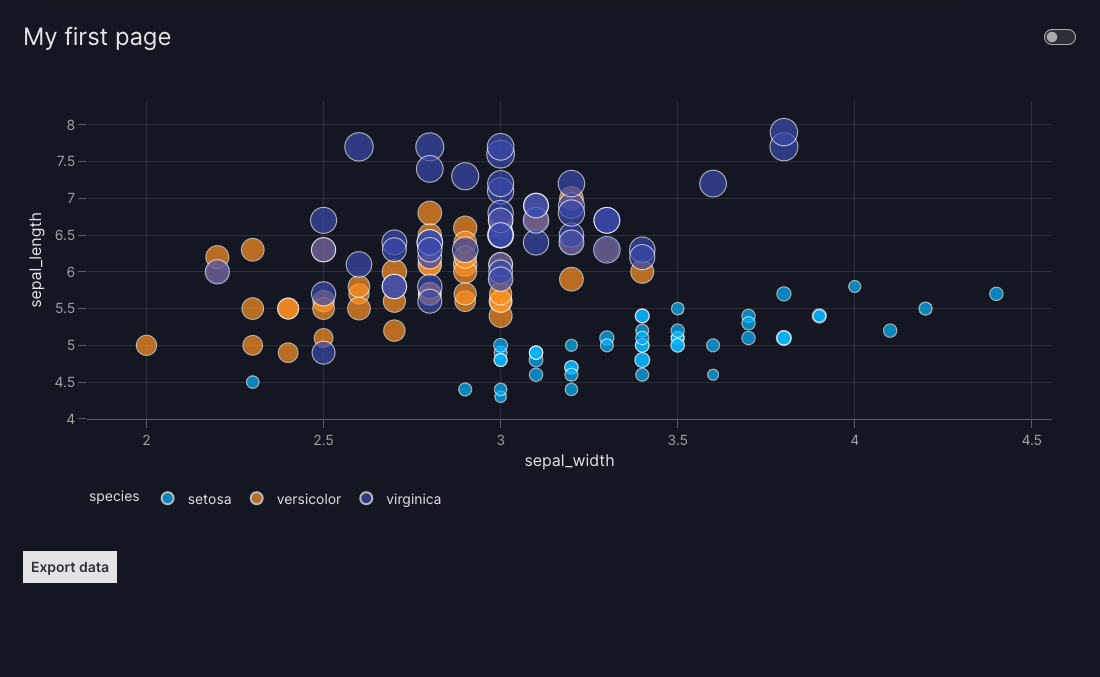 My first page
sepal_length
8
7.5
7
6.5
6
5.5
5
4.5
4
2
2.5
3
3.5
4
4.5
sepal_width
species
setosa
versicolor
virginica
Export data